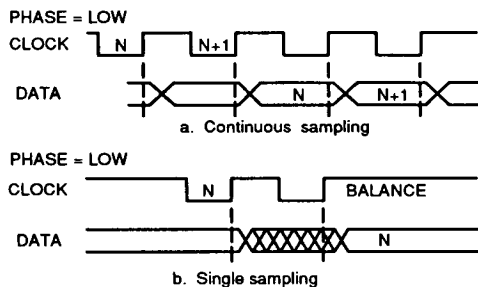 PHASE = LOW
CLOCK N N+1
DATA N N+1
a. Continuous sampling
PHASE = LOW
CLOCK N BALANCE
DATA N
b. Single sampling